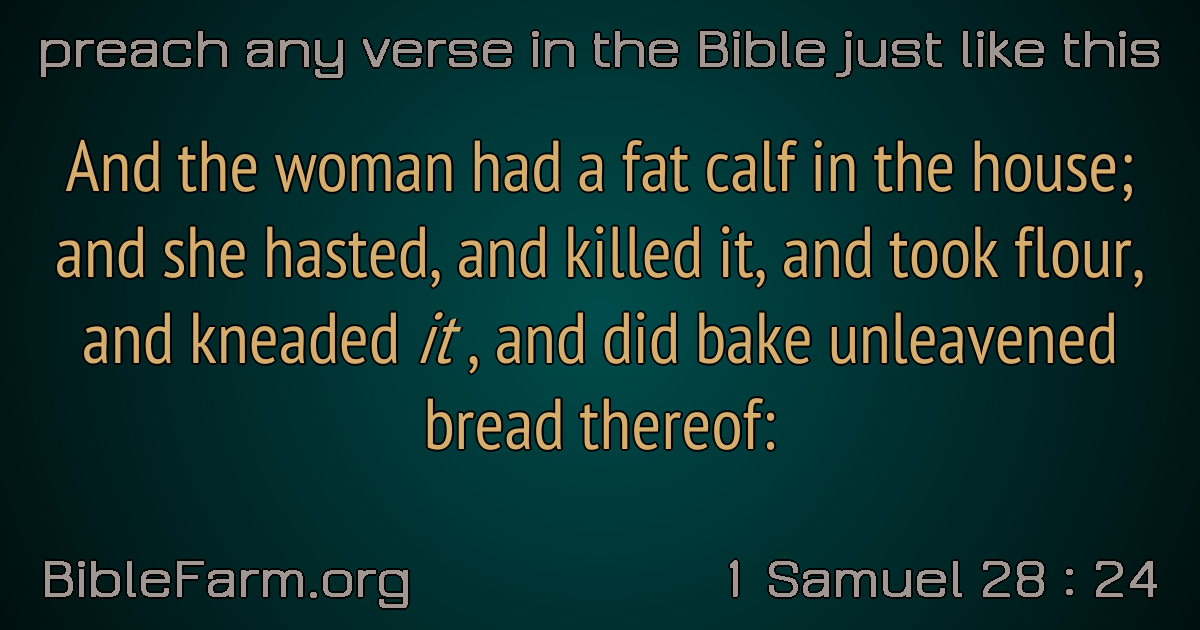 preach any verse in the Bible just like this
And the woman had a fat calf in the house;
and she hasted, and killed it, and took flour,
and kneaded it , and did bake unleavened
bread thereof:
BibleFarm.org
1 Samuel 28 : 24